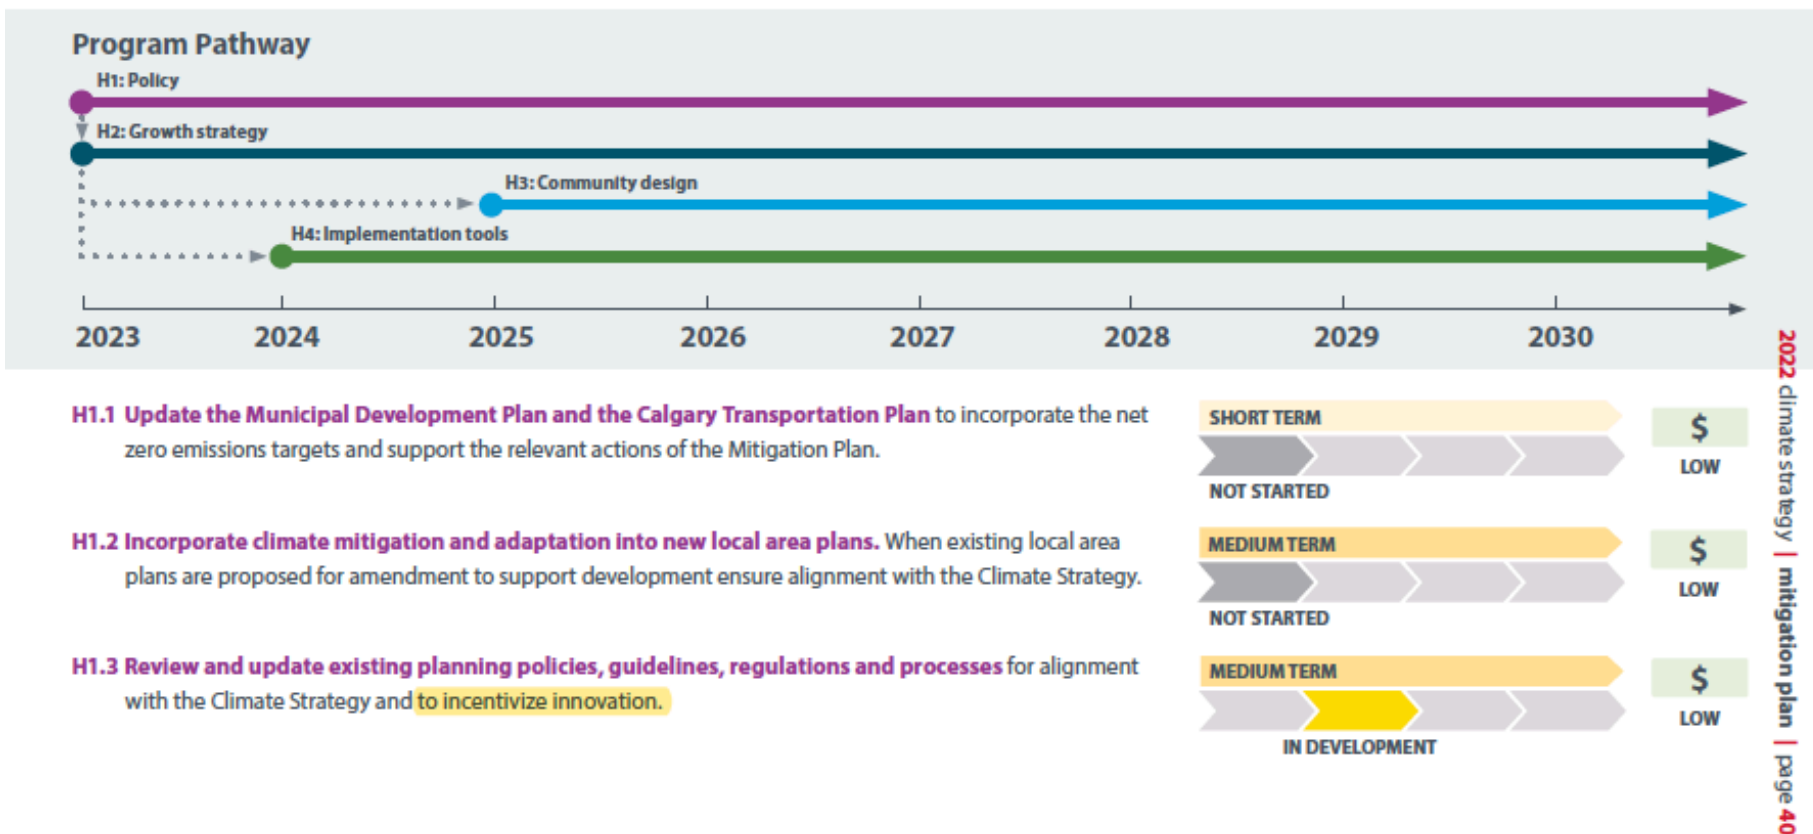 Program Pathway
H1: Policy
H2: Growth strategy
H3: Community design
H4: Implementation tools
2023 2024 2025 2026 2027 2028 2029 2030
H1.1 Update the Municipal Development Plan and the Calgary Transportation Plan to incorporate the net
zero emissions targets and support the relevant actions of the Mitigation Plan.
SHORT TERM
NOT STARTED
$
LOW
H1.2 Incorporate climate mitigation and adaptation into new local area plans. When existing local area
plans are proposed for amendment to support development ensure alignment with the Climate Strategy.
MEDIUM TERM
NOT STARTED
$
LOW
H1.3 Review and update existing planning policies, guidelines, regulations and processes for alignment
with the Climate Strategy and to incentivize innovation.
MEDIUM TERM
IN DEVELOPMENT
$
LOW
2022 climate strategy | mitigation plan | page 40